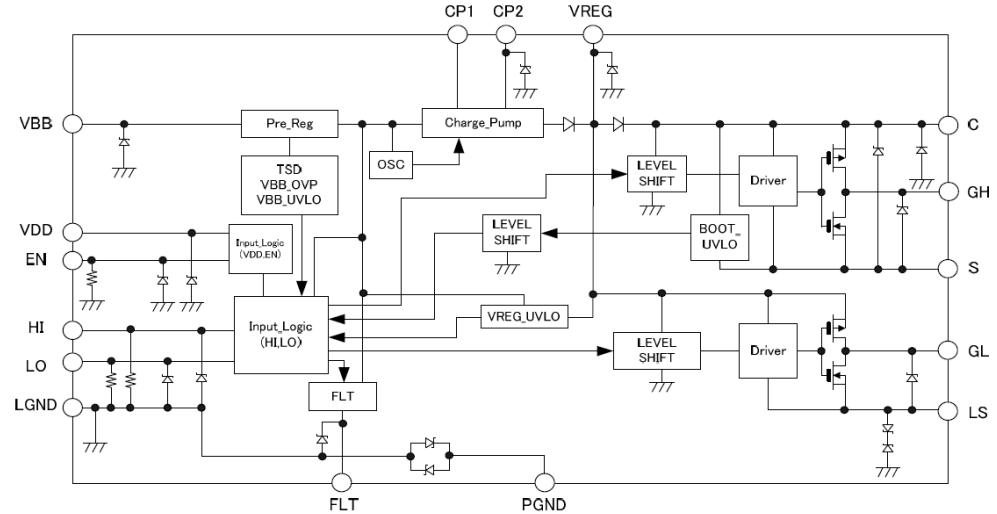 CP1 CP2 VREG
VBB
Pre_Reg
Charge_Pump
C
OSC
TSD
VBB_OVP
VBB_UVLO
LEVEL
SHIFT
Driver
GH
VDD
Input_Logic
(VDD,EN)
LEVEL
SHIFT
BOOT_
UVLO
EN
S
HI
Input_Logic
(HI,LO)
VREG_UVLO
LO
LEVEL
SHIFT
Driver
GL
LGND
FLT
LS
FLT
PGND